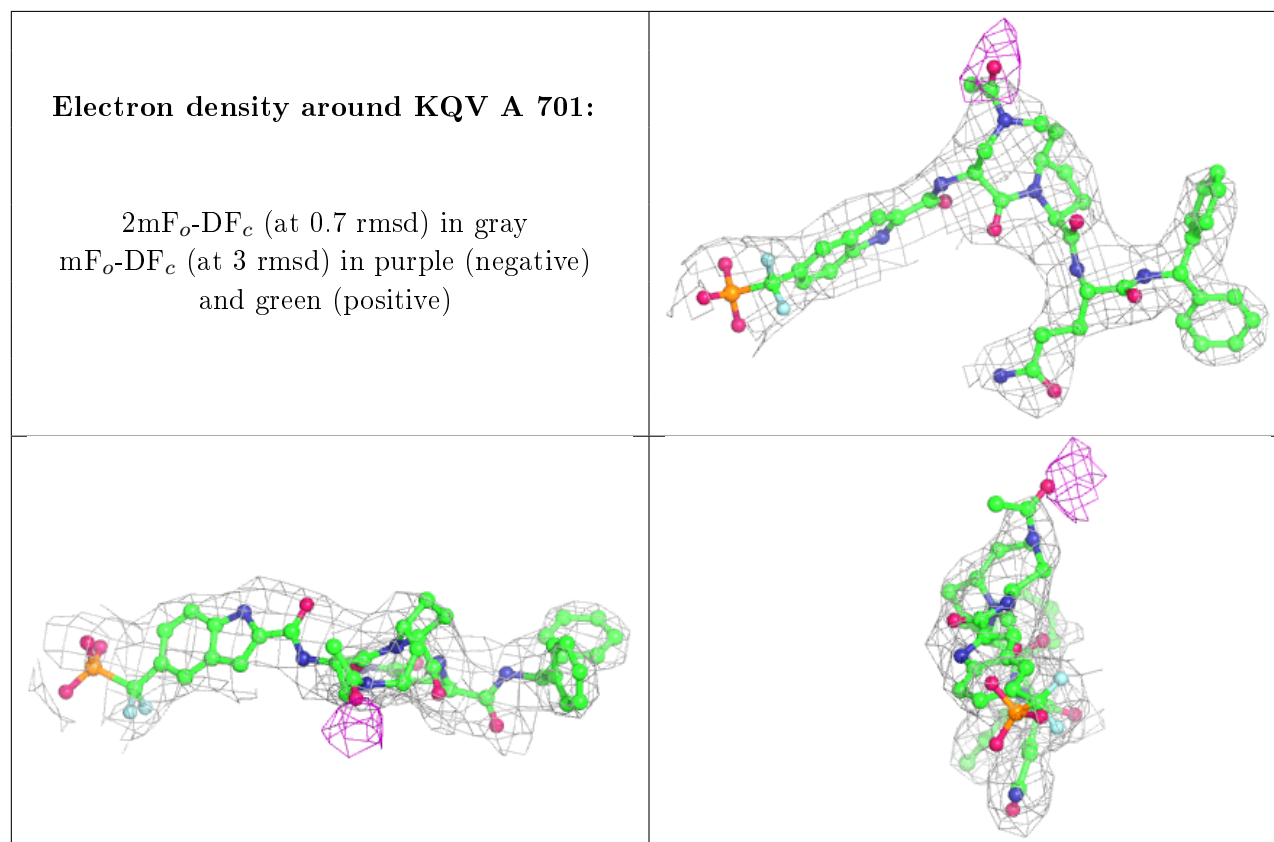 Electron density around KQV A 701:
2mFo-DFc (at 0.7 rmsd) in gray
mFo-DFc (at 3 rmsd) in purple (negative)
and green (positive)